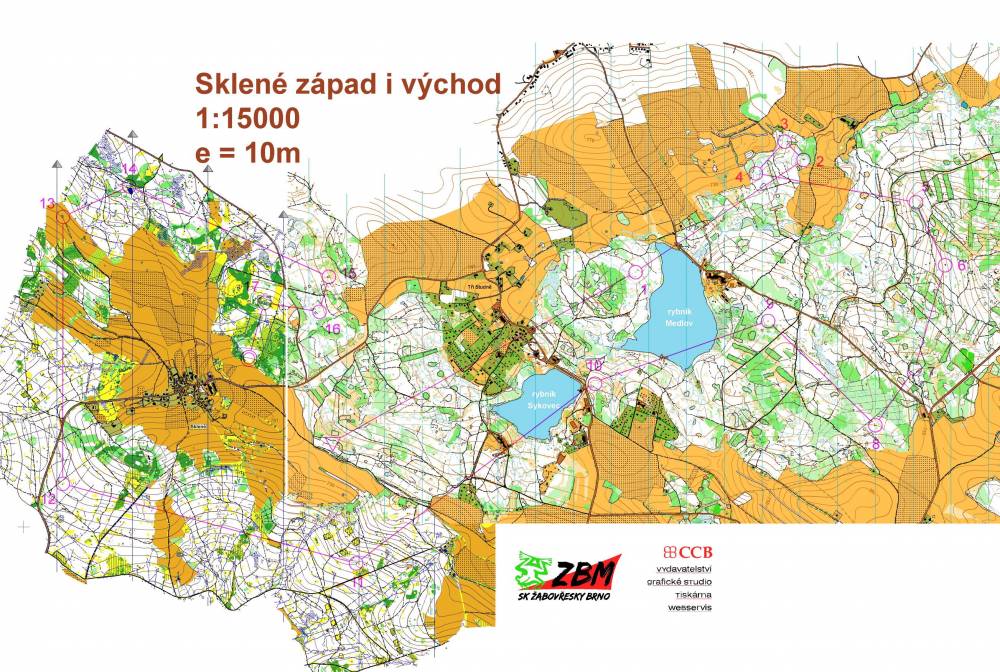 Sklené západ i východ
1:15000
e = 10m
3
2
4
14
13
5
15
6
Tři Studně
1
7
rybník
Medlov
16
9
10
rybník
Sykovec
Sklené
8
12
11
ZBM
SK ŽABOVŘESKY BRNO
CCB
vydavatelství
grafické studio
tiskárna
webservis